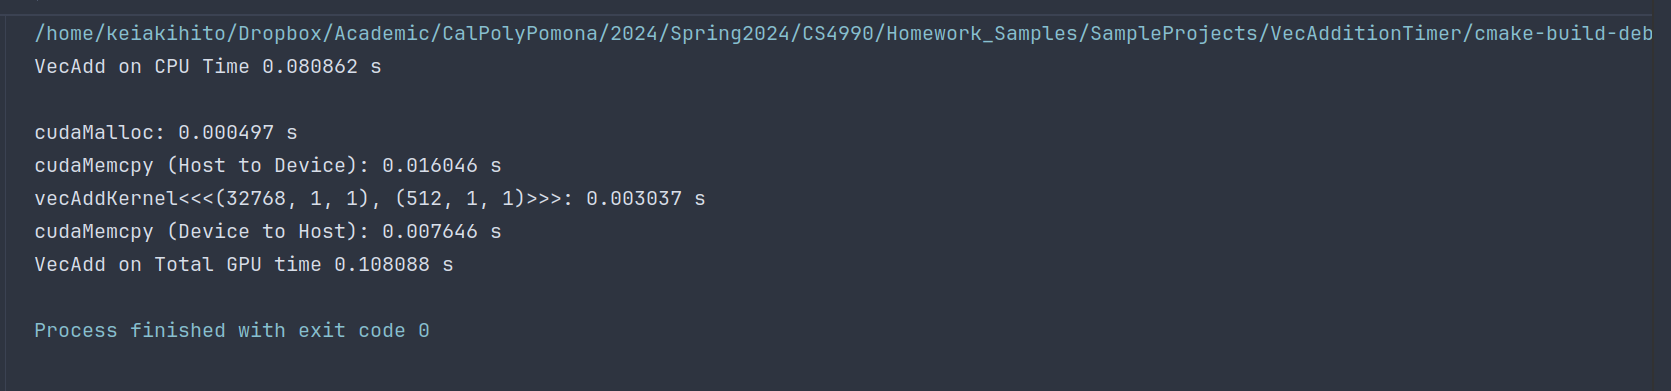 /home/keiakihito/Dropbox/Academic/CalPolyPomona/2024/Spring2024/CS4990/Homework_Samples/SampleProjects/VecAdditionTimer/cmake-build-deb
VecAdd on CPU Time 0.080862 s
cudaMalloc: 0.000497 s
cudaMemcpy (Host to Device): 0.016046 s
vecAddKernel<<<(32768, 1, 1), (512, 1, 1)>>>: 0.003037 s
cudaMemcpy (Device to Host): 0.007646 s
VecAdd on Total GPU time 0.108088 s
Process finished with exit code 0